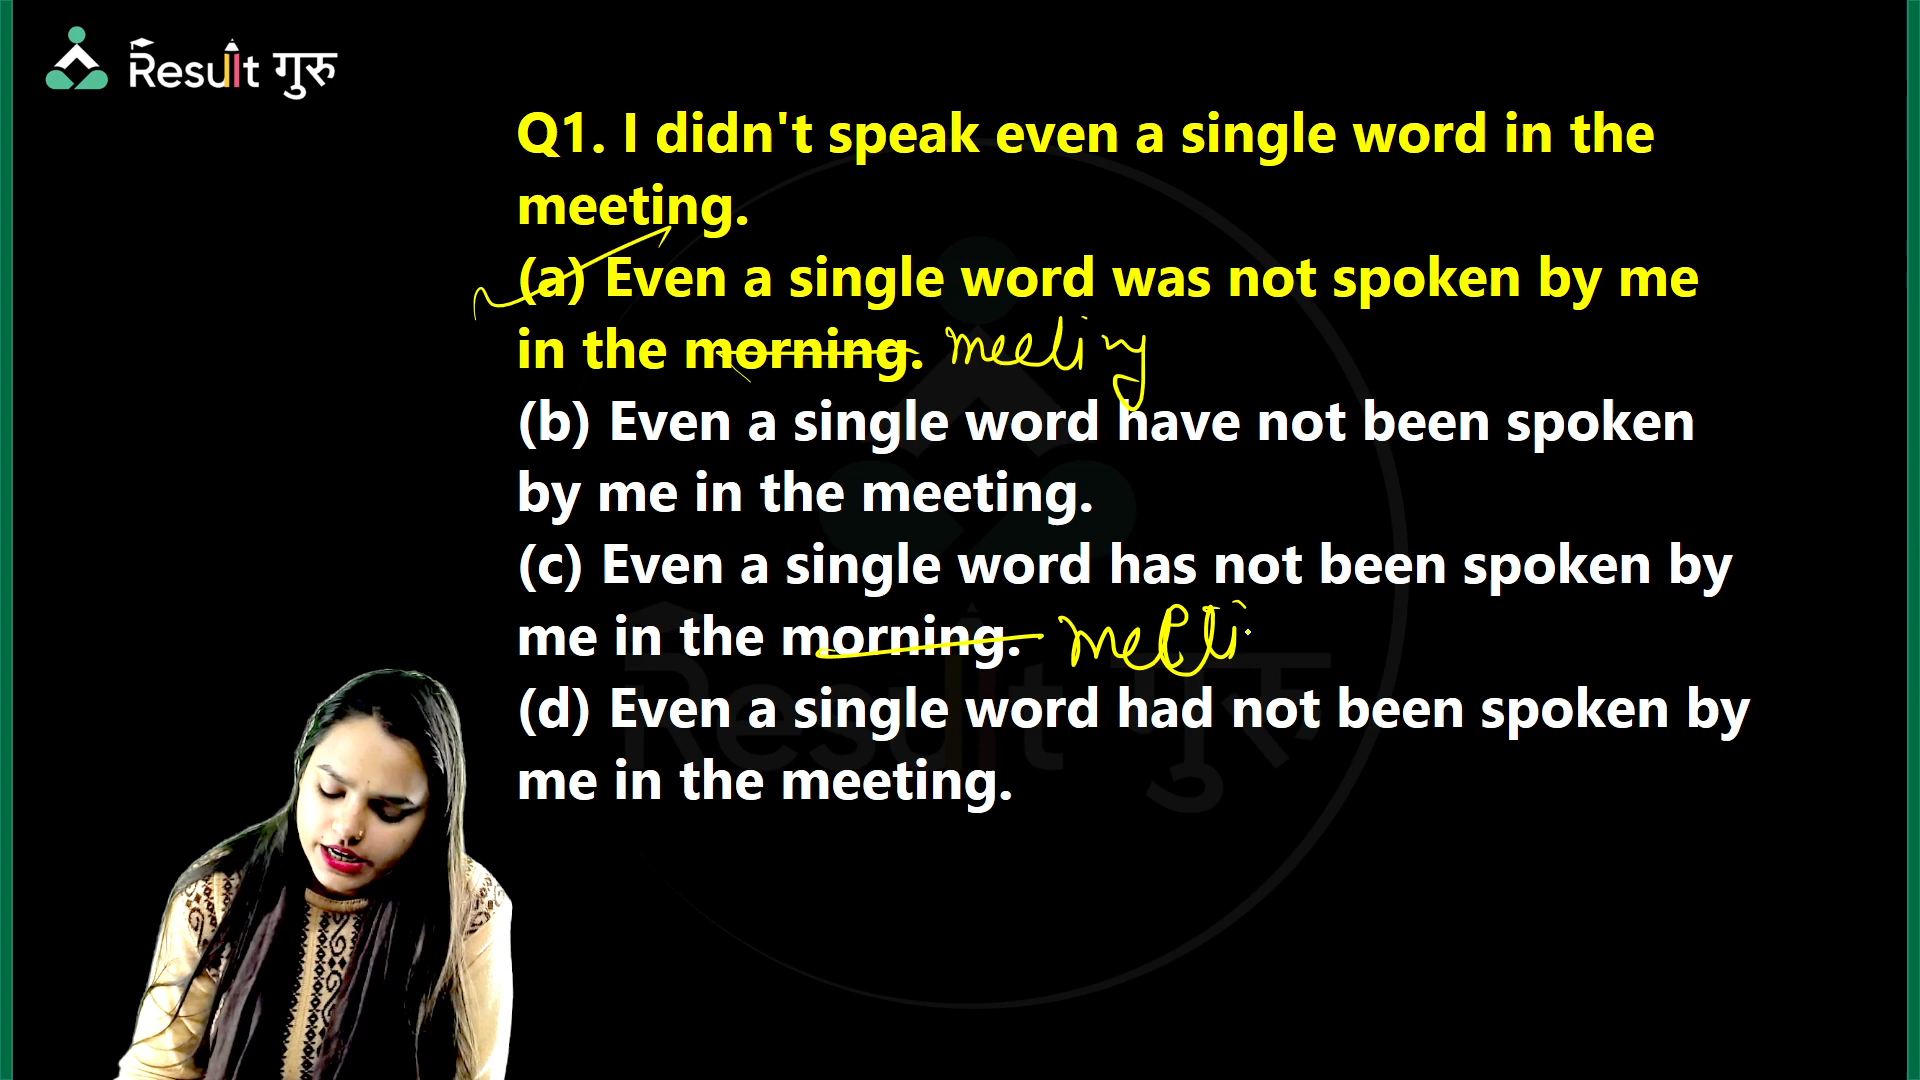 Result गुरु
Q1. I didn't speak even a single word in the
meeting.
(a) Even a single word was not spoken by me
in the morning. meeting
(b) Even a single word have not been spoken
by me in the meeting.
(c) Even a single word has not been spoken by
me in the morning. meeti
(d) Even a single word had not been spoken by
me in the meeting.
Result गुरु